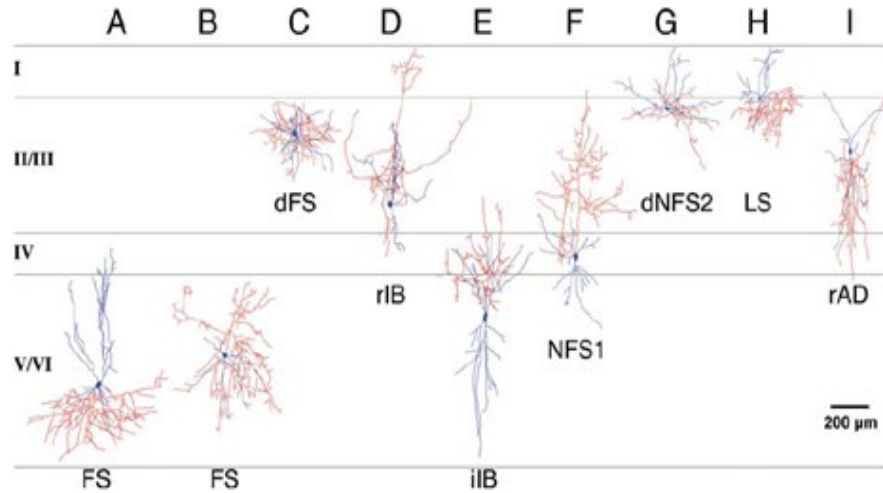 A B C D E F G H I
I
II/III
dFS dNFS2 LS
IV
rIB rAD
NFS1
V/VI
200 µm
FS FS iIB